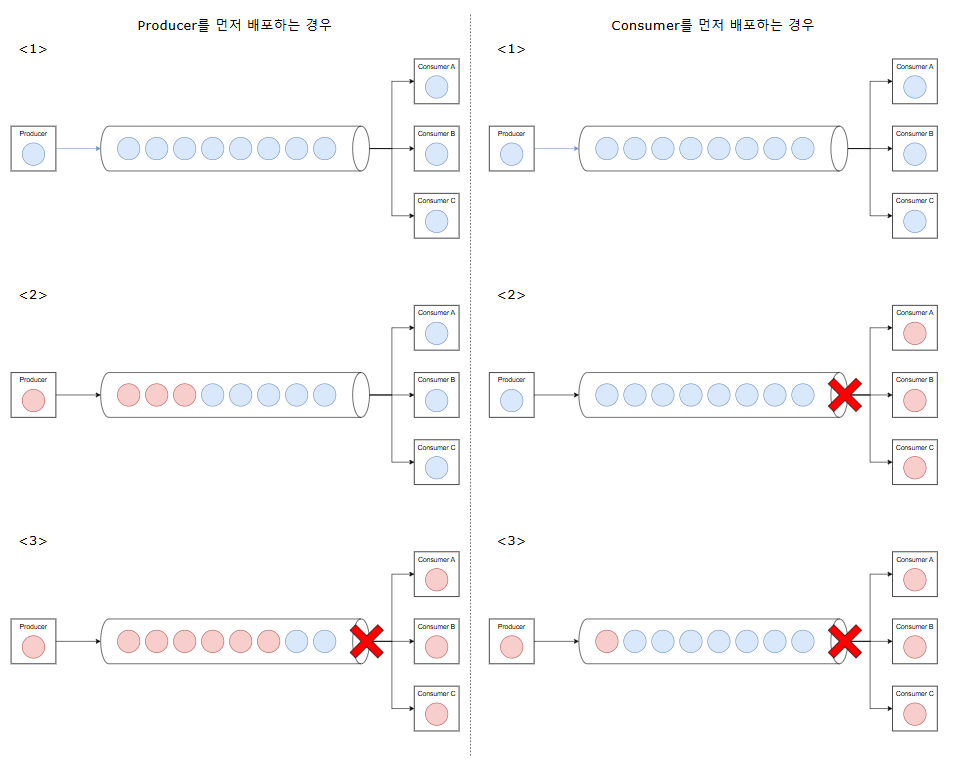 Producer를 먼저 배포하는 경우
<1>
Consumer A
Producer
Consumer B
Consumer C
<2>
Consumer A
Producer
Consumer B
Consumer C
<3>
Consumer A
Producer
Consumer B
Consumer C
Consumer를 먼저 배포하는 경우
<1>
Consumer A
Producer
Consumer B
Consumer C
<2>
Consumer A
Producer
Consumer B
Consumer C
<3>
Consumer A
Producer
Consumer B
Consumer C